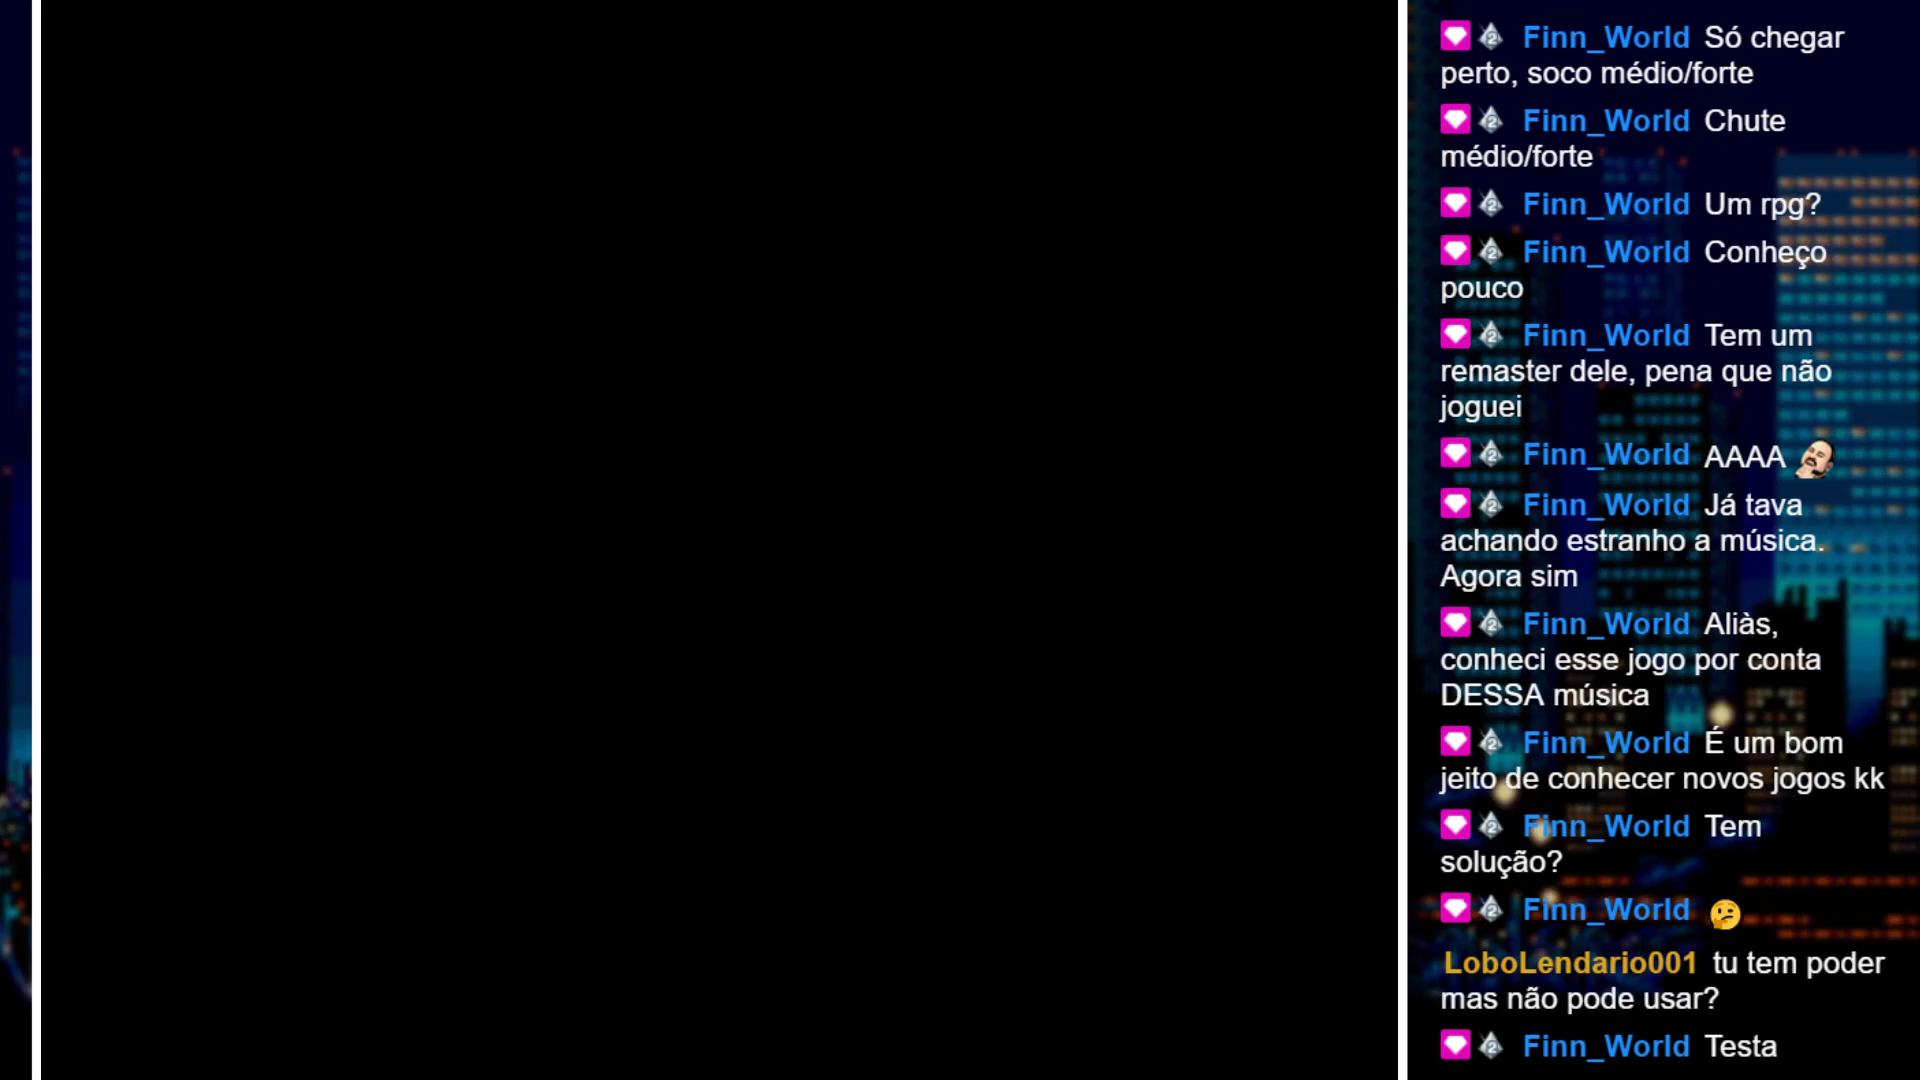 Finn_World Só chegar
perto, soco médio/forte
Finn_World Chute
médio/forte
Finn_World Um rpg?
Finn_World Conheço
pouco
Finn_World Tem um
remaster dele, pena que não
joguei
Finn_World AAAA
Finn_World Já tava
achando estranho a música.
Agora sim
Finn_World Aliàs,
conheci esse jogo por conta
DESSA música
Finn_World É um bom
jeito de conhecer novos jogos kk
Finn_World Tem
solução?
Finn_World 🤔
LoboLendario001 tu tem poder
mas não pode usar?
Finn_World Testa